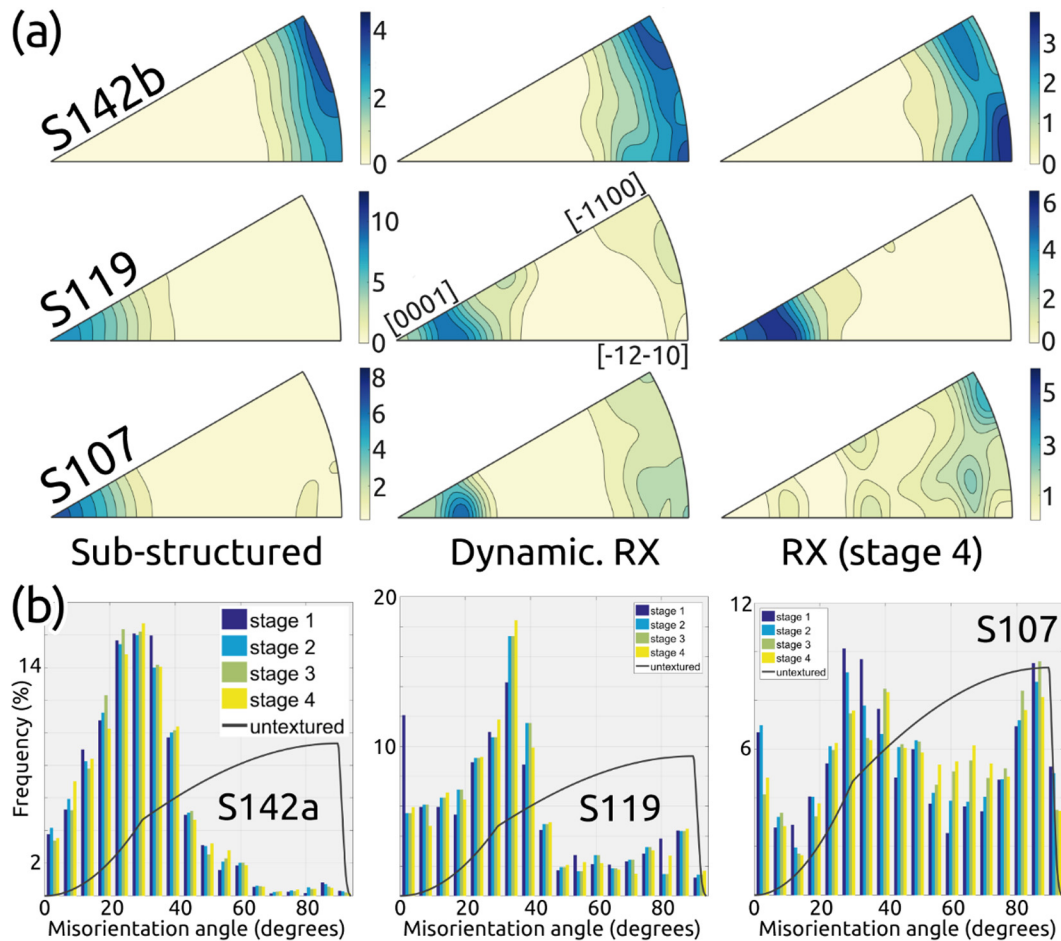 (a)
S142b
4
2
0
3
2
1
0
S119
10
5
0
[0001]
[-1100]
[-12-10]
6
4
2
0
S107
8
6
4
2
5
3
1
Sub-structured
Dynamic. RX
RX (stage 4)
(b)
Frequency (%)
14
2
stage 1
stage 2
stage 3
stage 4
untextured
S142a
0 20 40 60 80
Misorientation angle (degrees)
20
10
stage 1
stage 2
stage 3
stage 4
untextured
S119
0 20 40 60 80
Misorientation angle (degrees)
12
6
stage 1
stage 2
stage 3
stage 4
untextured
S107
0 20 40 60 80
Misorientation angle (degrees)